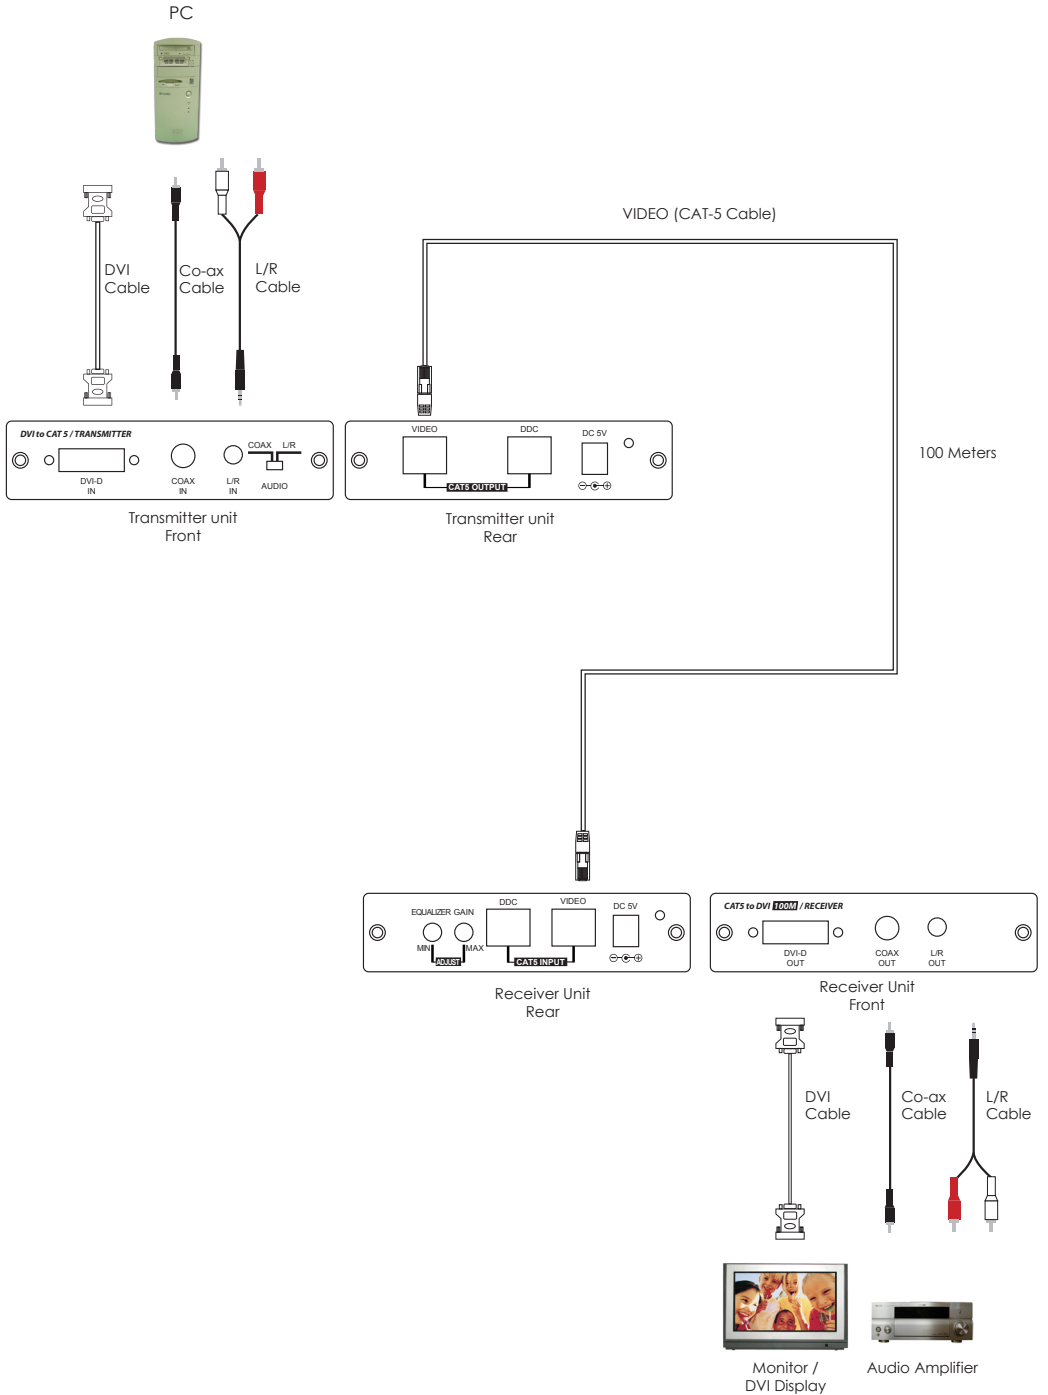 PC
VIDEO (CAT-5 Cable)
DVI
Cable
Co-ax
Cable
L/R
Cable
DVI to CAT 5 / TRANSMITTER
DVI-D
IN
COAX
IN
L/R
IN
COAX L/R
AUDIO
Transmitter unit
Front
VIDEO
DDC
DC 5V
CAT5 OUTPUT
Transmitter unit
Rear
100 Meters
EQUALIZER GAIN
MIN
MAX
ADJUST
DDC
VIDEO
DC 5V
CAT5 INPUT
Receiver Unit
Rear
CAT5 to DVI 100M / RECEIVER
DVI-D
OUT
COAX
OUT
L/R
OUT
Receiver Unit
Front
DVI
Cable
Co-ax
Cable
L/R
Cable
Monitor /
DVI Display
Audio Amplifier